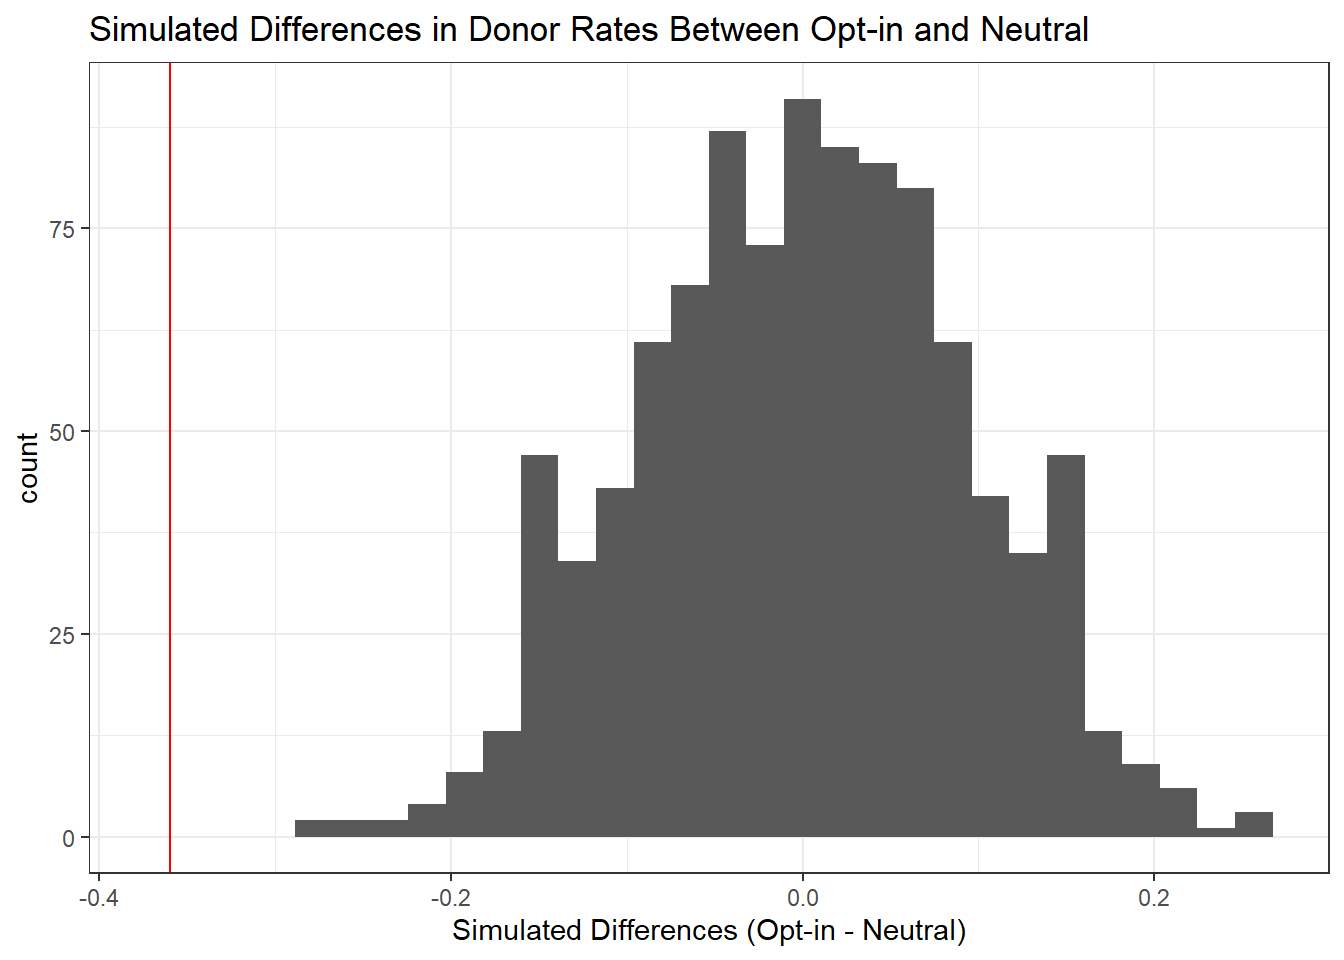 Simulated Differences in Donor Rates Between Opt-in and Neutral
count
75
50
25
0
-0.4 -0.2 0.0 0.2
Simulated Differences (Opt-in - Neutral)